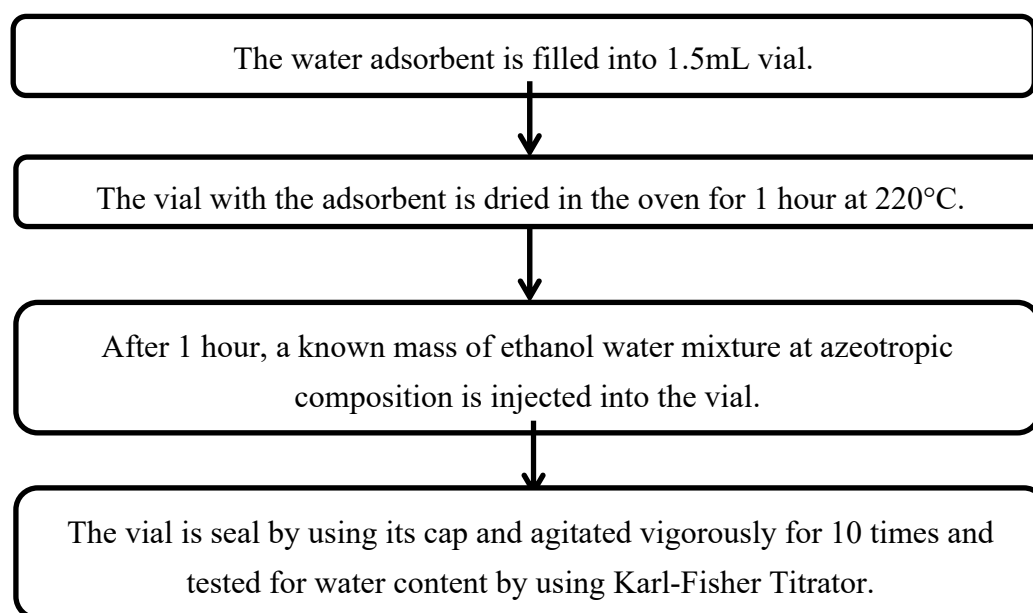 The water adsorbent is filled into 1.5mL vial.
The vial with the adsorbent is dried in the oven for 1 hour at 220°C.
After 1 hour, a known mass of ethanol water mixture at azeotropic
composition is injected into the vial.
The vial is seal by using its cap and agitated vigorously for 10 times and
tested for water content by using Karl-Fisher Titrator.